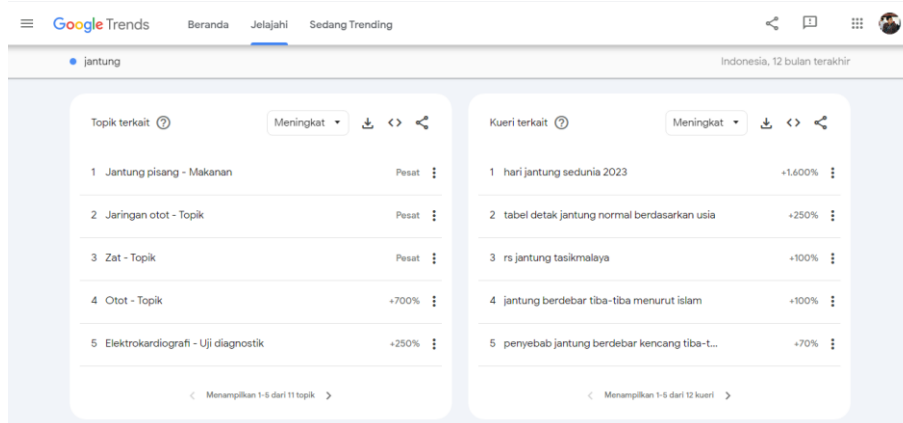 Google Trends Beranda Jelajahi Sedang Trending
jantung Indonesia, 12 bulan terakhir
Topik terkait Meningkat
1 Jantung pisang - Makanan Pesat
2 Jaringan otot - Topik Pesat
3 Zat - Topik Pesat
4 Otot - Topik +700%
5 Elektrokardiografi - Uji diagnostik +250%
Menampilkan 1-5 dari 11 topik
Kueri terkait Meningkat
1 hari jantung sedunia 2023 +1.600%
2 tabel detak jantung normal berdasarkan usia +250%
3 rs jantung tasikmalaya +100%
4 jantung berdebar tiba-tiba menurut islam +100%
5 penyebab jantung berdebar kencang tiba-t... +70%
Menampilkan 1-5 dari 12 kueri